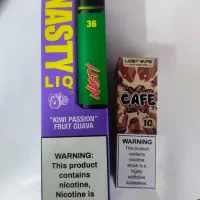 NASTY
LIQ
36
NASTY
"KIWI PASSION"
FRUIT GUAVA
WARNING:
This product
contains
nicotine,
Nicotine is
LOST VAPE
CAFE
10
WARNING
This product
contains
nicotine
which is a
highly
addictive
substance